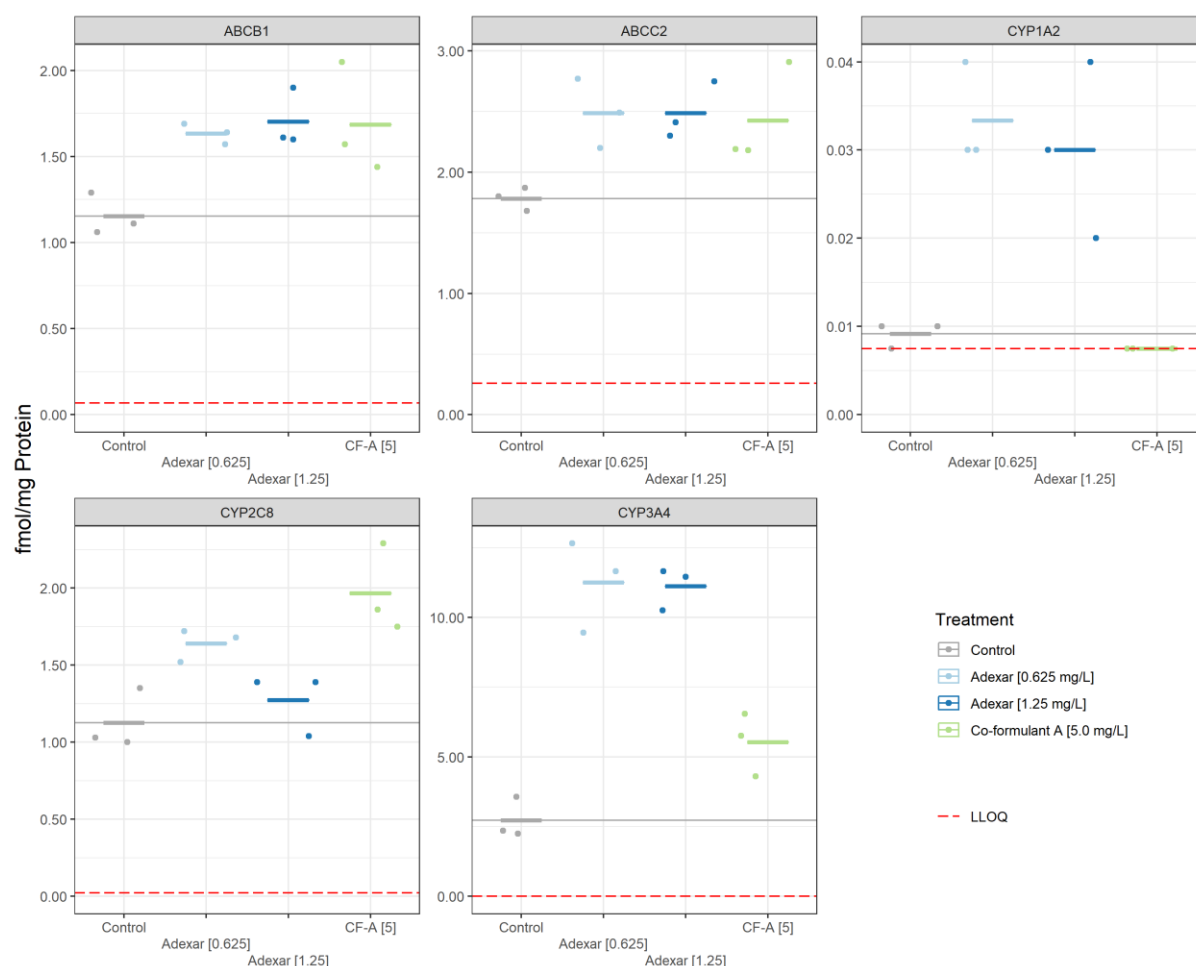 ABCB1
2.00
1.50
1.00
0.50
0.00
Control
Adexar [0.625]
Adexar [1.25]
CF-A [5]
ABCC2
3.00
2.00
1.00
0.00
Control
Adexar [0.625]
Adexar [1.25]
CF-A [5]
CYP1A2
0.04
0.03
0.02
0.01
0.00
Control
Adexar [0.625]
Adexar [1.25]
CF-A [5]
fmol/mg Protein
CYP2C8
2.00
1.50
1.00
0.50
0.00
Control
Adexar [0.625]
Adexar [1.25]
CF-A [5]
CYP3A4
10.00
5.00
0.00
Control
Adexar [0.625]
Adexar [1.25]
CF-A [5]
Treatment
Control
Adexar [0.625 mg/L]
Adexar [1.25 mg/L]
Co-formulant A [5.0 mg/L]
LLOQ